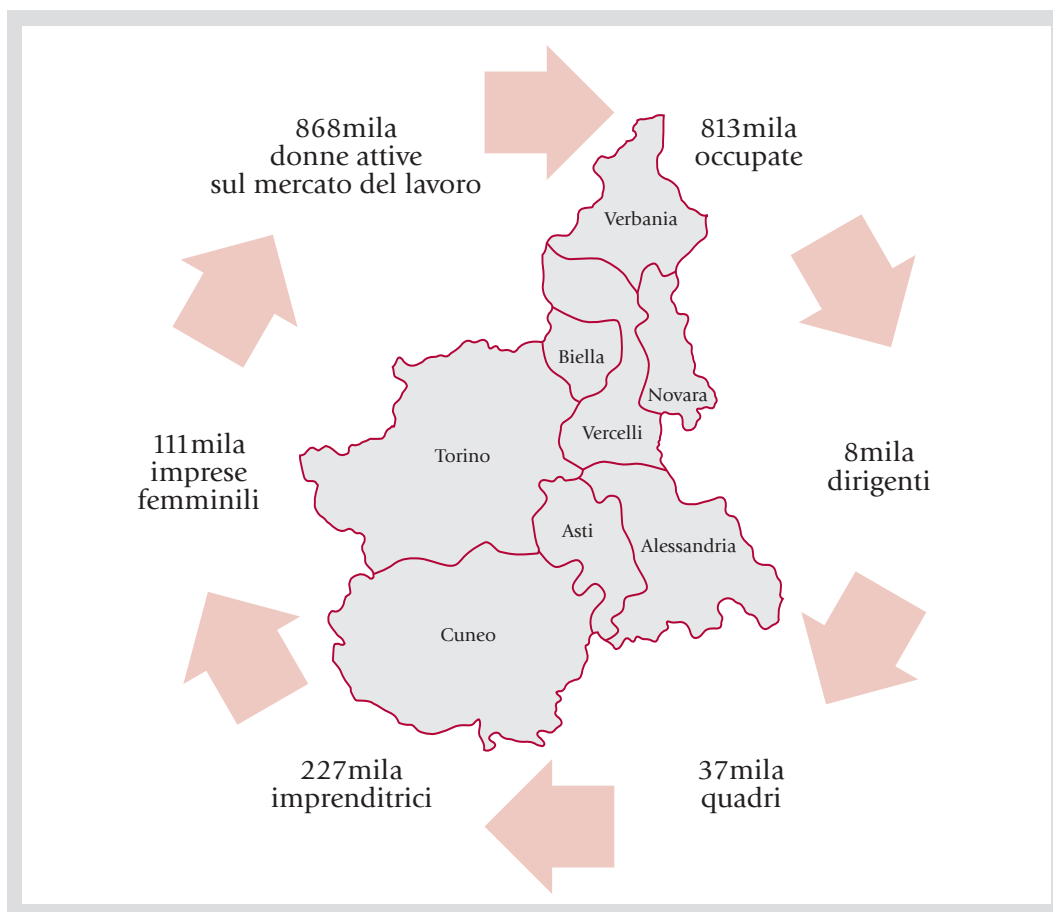 868mila
donne attive
sul mercato del lavoro
813mila
occupate
Verbania
Biella
Novara
Vercelli
Torino
111mila
imprese
femminili
8mila
dirigenti
Asti
Alessandria
Cuneo
227mila
imprenditrici
37mila
quadri